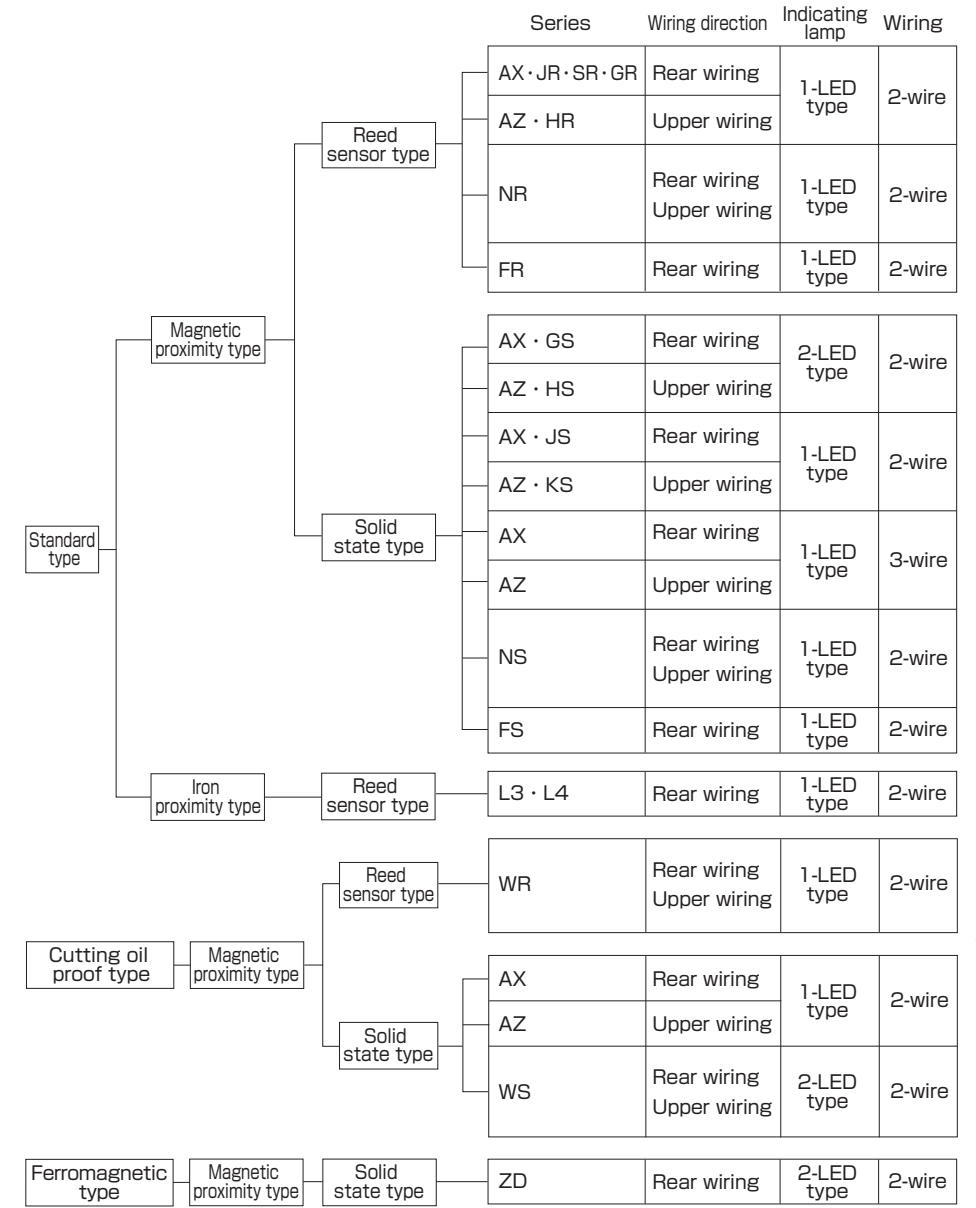 Series Wiring direction Indicating lamp Wiring
AX・JR・SR・GR Rear wiring
1-LED type 2-wire
AZ・HR Upper wiring
Reed
sensor type
NR Rear wiring
Upper wiring
1-LED type 2-wire
FR Rear wiring 1-LED type 2-wire
Magnetic
proximity type
AX・GS Rear wiring
2-LED type 2-wire
AZ・HS Upper wiring
AX・JS Rear wiring
1-LED type 2-wire
AZ・KS Upper wiring
Standard
type
Solid
state type
AX Rear wiring
1-LED type 3-wire
AZ Upper wiring
NS Rear wiring
Upper wiring
1-LED type 2-wire
FS Rear wiring 1-LED type 2-wire
Iron
proximity type
Reed
sensor type
L3・L4 Rear wiring 1-LED type 2-wire
Reed
sensor type
WR Rear wiring
Upper wiring
1-LED type 2-wire
Cutting oil
proof type
Magnetic
proximity type
AX Rear wiring
1-LED type 2-wire
AZ Upper wiring
Solid
state type
WS Rear wiring
Upper wiring
2-LED type 2-wire
Ferromagnetic
type
Magnetic
proximity type
Solid
state type
ZD Rear wiring 2-LED type 2-wire